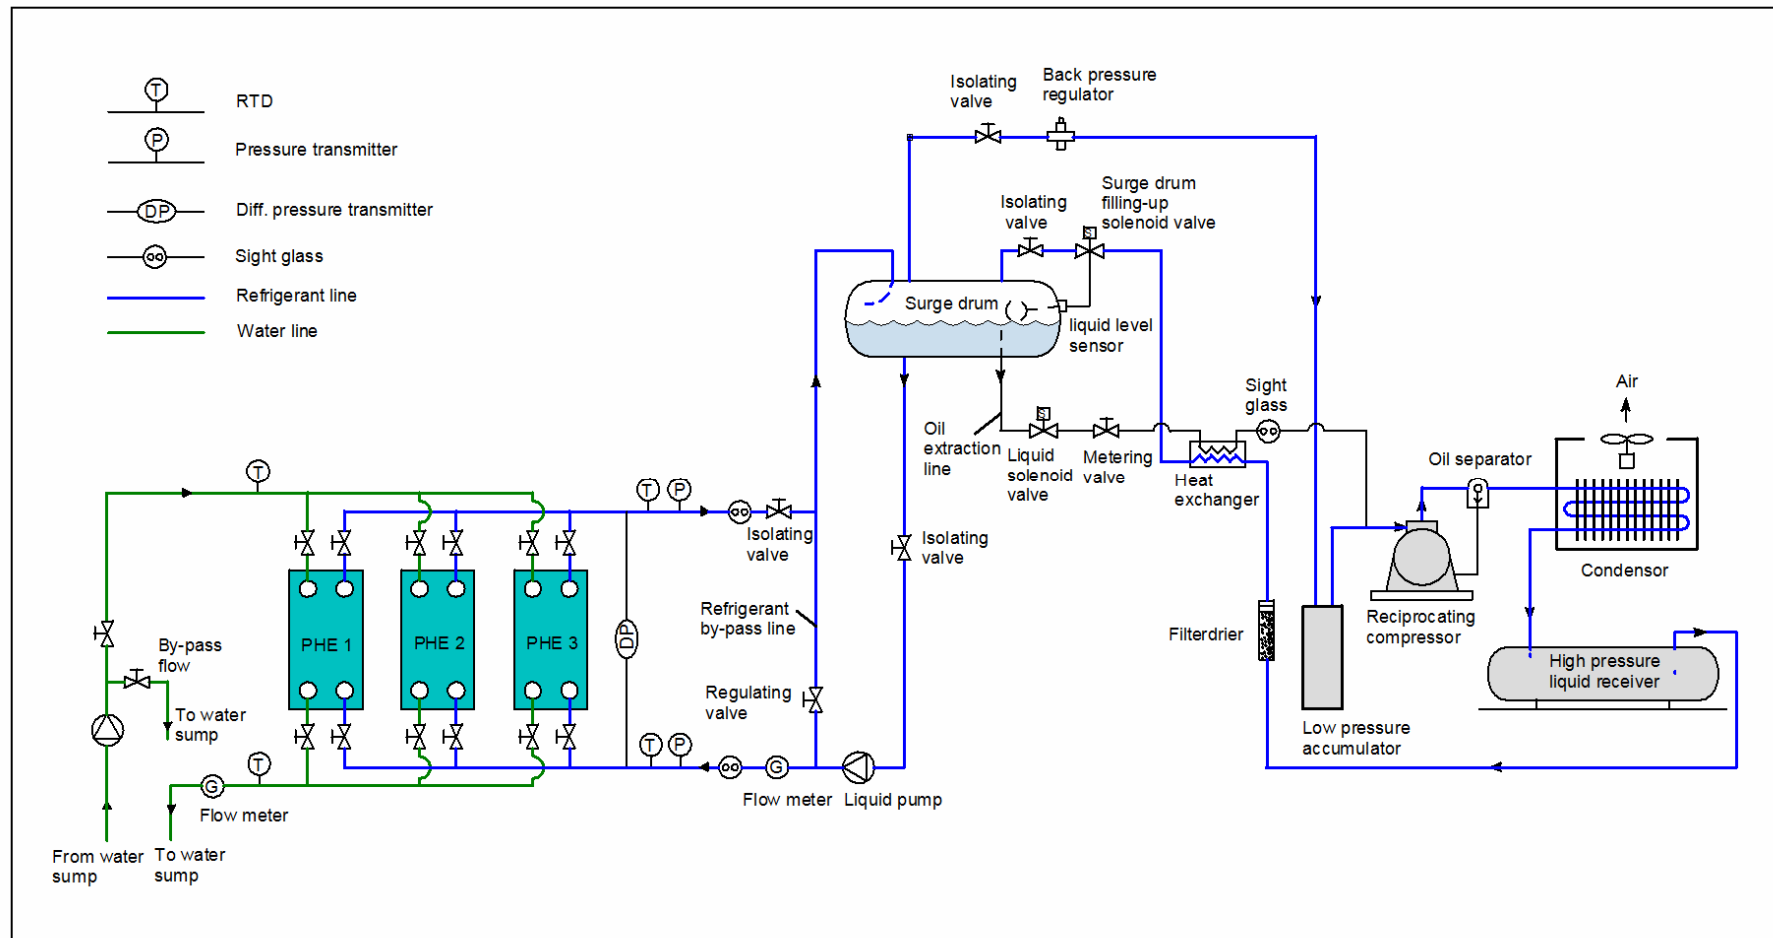 T
RTD
P
Pressure transmitter
DP
Diff. pressure transmitter
Sight glass
Refrigerant line
Water line
Isolating
valve
Back pressure
regulator
Isolating
valve
Surge drum
filling-up
solenoid valve
S
Surge drum
liquid level
sensor
Oil
extraction
line
S
Liquid
solenoid
valve
Metering
valve
Sight
glass
Heat
exchanger
Air
Oil separator
Condensor
Reciprocating
compressor
High pressure
liquid receiver
Low pressure
accumulator
Filterdrier
Isolating
valve
T
T
P
Isolating
valve
Refrigerant
by-pass line
DP
Regulating
valve
PHE 1
PHE 2
PHE 3
By-pass
flow
To water
sump
T
P
T
G
G
Flow meter
Flow meter
Liquid pump
From water
sump
To water
sump